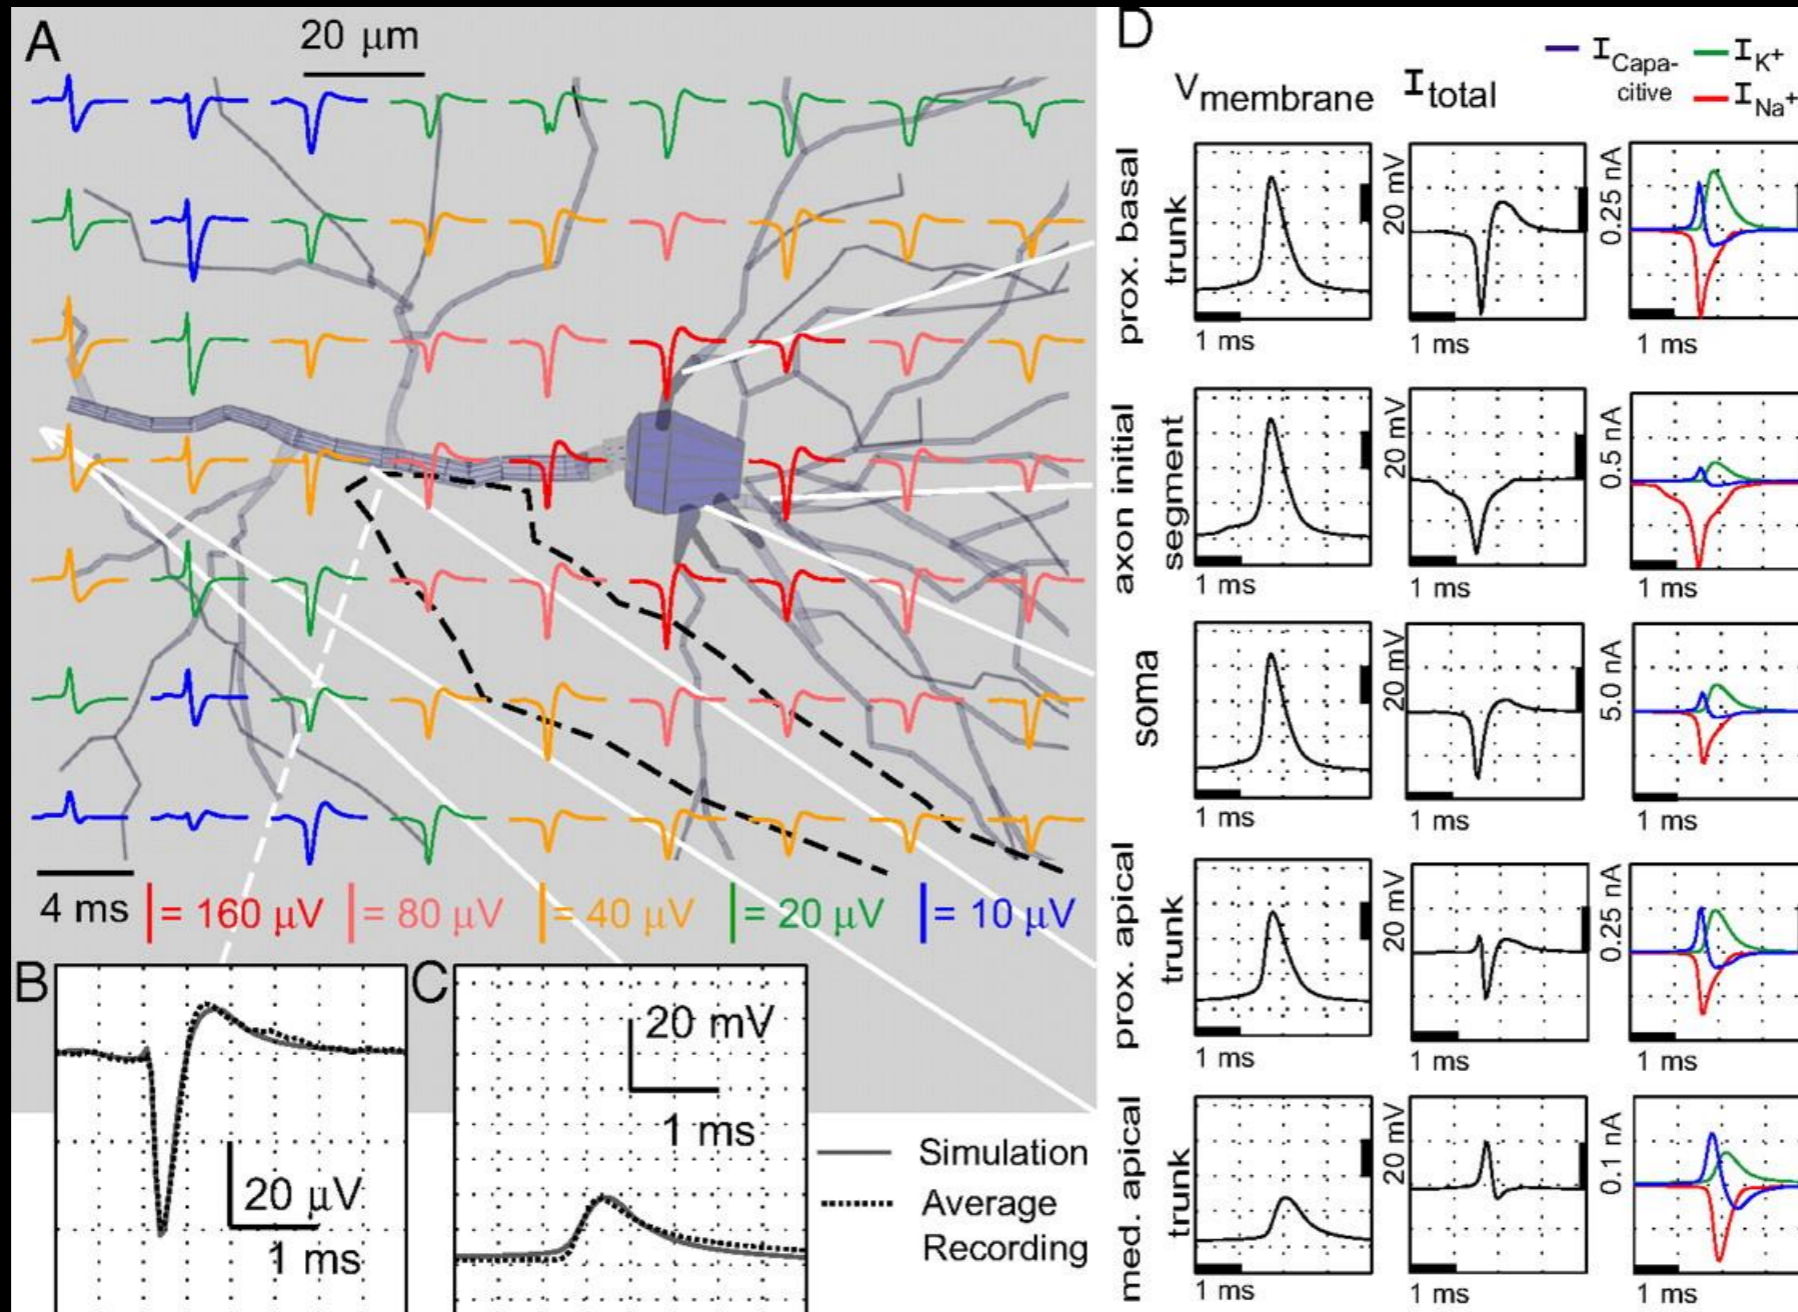 A
20 µm
4 ms
= 160 µV
= 80 µV
= 40 µV
= 20 µV
= 10 µV
B
20 µV
1 ms
C
20 mV
1 ms
Simulation
Average
Recording
D
V membrane
I total
I Capa-
citive
I K+
I Na+
prox. basal
trunk
1 ms
20 mV
1 ms
0.25 nA
1 ms
axon initial
segment
1 ms
20 mV
1 ms
0.5 nA
1 ms
soma
1 ms
20 mV
1 ms
5.0 nA
1 ms
prox. apical
trunk
1 ms
20 mV
1 ms
0.25 nA
1 ms
med. apical
trunk
1 ms
20 mV
1 ms
0.1 nA
1 ms